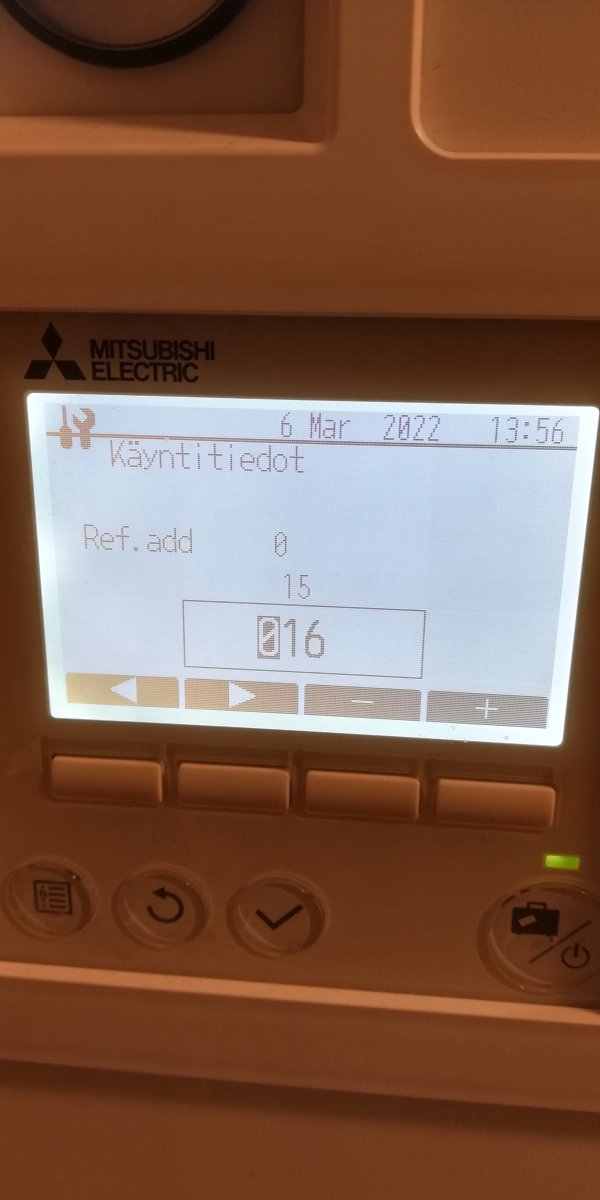 MITSUBISHI
ELECTRIC
6 Mar 2022 13:56
Käyntitiedot
Ref.add 0
15
016
− +